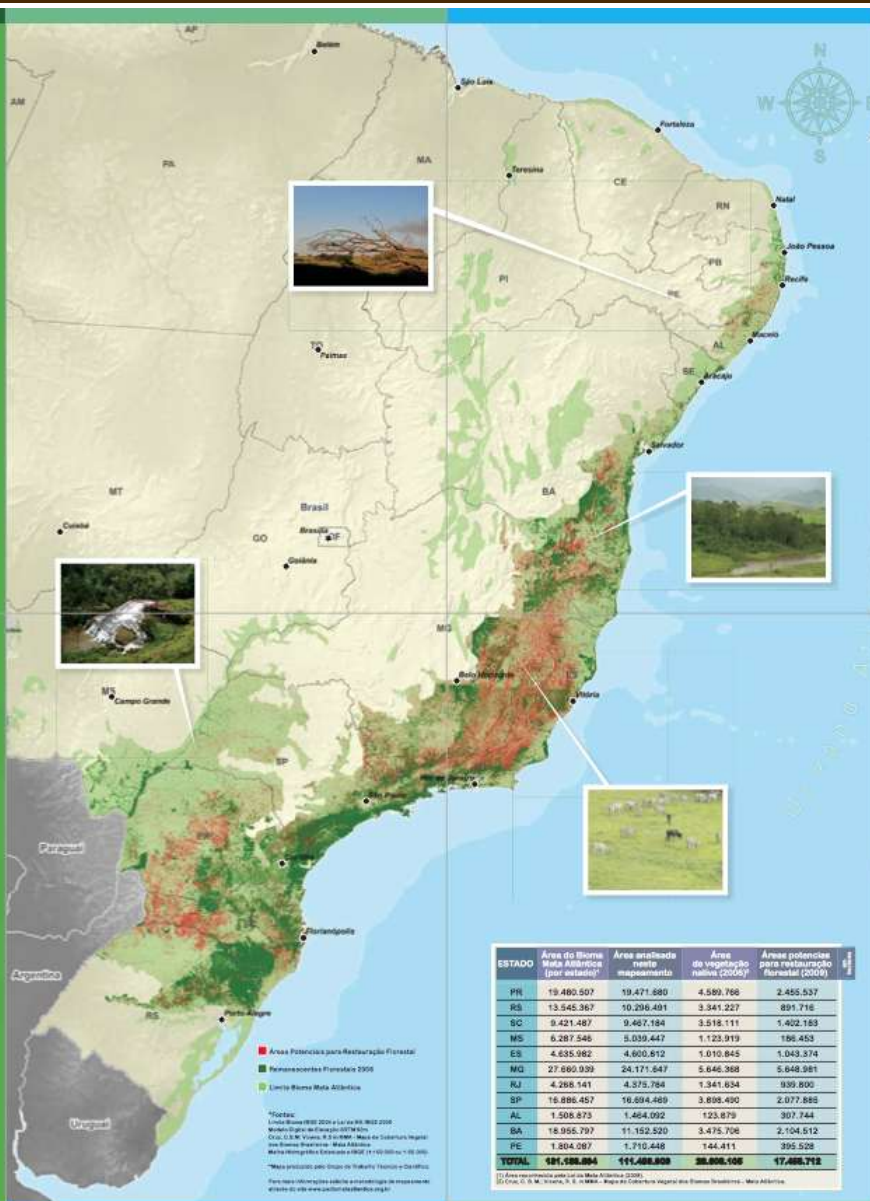 AP
Belém
São Luís
AM
Fortaleza
PA
MA
Teresina
CE
RN
Natal
PB
João Pessoa
PI
PE
Recife
TO
Palmas
AL
Maceió
SE
Aracaju
MT
BA
Salvador
Cuiabá
Brasil
GO
Brasília
DF
Goiânia
MG
MS
Campo Grande
Belo Horizonte
ES
Vitória
SP
Rio de Janeiro
São Paulo
PR
Paraguai
Florianópolis
Argentina
RS
Porto Alegre
Uruguai
N
W
S
Áreas Potenciais para Restauração Florestal
Remanescentes Florestais 2006
Limite Bioma Mata Atlântica
*Fontes:
ESTADO Área do Bioma Mata Atlântica (por estado)¹ Área analisada neste mapeamento Área de vegetação nativa (2006)² Áreas potenciais para restauração florestal (2009)
PR 19.480.507 19.471.680 4.589.766 2.455.537
RS 13.545.367 10.296.491 3.341.227 891.716
SC 9.421.487 9.467.184 3.518.111 1.402.183
MS 6.287.546 5.039.447 1.123.919 186.453
ES 4.635.982 4.600.612 1.010.845 1.043.374
MG 27.660.939 24.171.647 5.646.368 5.648.981
RJ 4.268.141 4.375.784 1.341.634 939.800
SP 16.886.457 16.694.469 3.898.490 2.077.885
AL 1.508.873 1.464.092 123.879 307.744
BA 18.955.797 11.152.520 3.475.706 2.104.512
PE 1.804.087 1.710.448 144.411 395.528
TOTAL